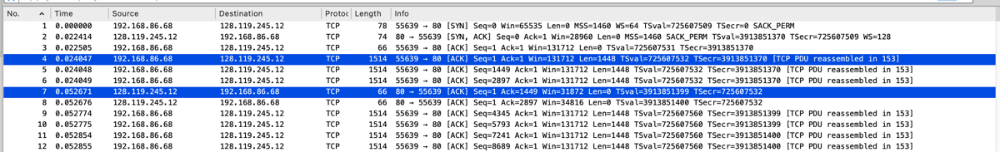 No. Time Source Destination Protoc Length Info
1 0.000000 192.168.86.68 128.119.245.12 TCP 78 55639 → 80 [SYN] Seq=0 Win=65535 Len=0 MSS=1460 WS=64 TSval=725607509 TSecr=0 SACK_PERM
2 0.022414 128.119.245.12 192.168.86.68 TCP 74 80 → 55639 [SYN, ACK] Seq=0 Ack=1 Win=28960 Len=0 MSS=1460 SACK_PERM TSval=3913851370 TSecr=725607509 WS=128
3 0.022505 192.168.86.68 128.119.245.12 TCP 66 55639 → 80 [ACK] Seq=1 Ack=1 Win=131712 Len=0 TSval=725607531 TSecr=3913851370
4 0.024047 192.168.86.68 128.119.245.12 TCP 1514 55639 → 80 [ACK] Seq=1 Ack=1 Win=131712 Len=1448 TSval=725607532 TSecr=3913851370 [TCP PDU reassembled in 153]
5 0.024048 192.168.86.68 128.119.245.12 TCP 1514 55639 → 80 [ACK] Seq=1449 Ack=1 Win=131712 Len=1448 TSval=725607532 TSecr=3913851370 [TCP PDU reassembled in 153]
6 0.024049 192.168.86.68 128.119.245.12 TCP 1514 55639 → 80 [ACK] Seq=2897 Ack=1 Win=131712 Len=1448 TSval=725607532 TSecr=3913851370 [TCP PDU reassembled in 153]
7 0.052671 128.119.245.12 192.168.86.68 TCP 66 80 → 55639 [ACK] Seq=1 Ack=1449 Win=31872 Len=0 TSval=3913851399 TSecr=725607532
8 0.052676 128.119.245.12 192.168.86.68 TCP 66 80 → 55639 [ACK] Seq=1 Ack=2897 Win=34816 Len=0 TSval=3913851400 TSecr=725607532
9 0.052774 192.168.86.68 128.119.245.12 TCP 1514 55639 → 80 [ACK] Seq=4345 Ack=1 Win=131712 Len=1448 TSval=725607560 TSecr=3913851399 [TCP PDU reassembled in 153]
10 0.052775 192.168.86.68 128.119.245.12 TCP 1514 55639 → 80 [ACK] Seq=5793 Ack=1 Win=131712 Len=1448 TSval=725607560 TSecr=3913851399 [TCP PDU reassembled in 153]
11 0.052854 192.168.86.68 128.119.245.12 TCP 1514 55639 → 80 [ACK] Seq=7241 Ack=1 Win=131712 Len=1448 TSval=725607560 TSecr=3913851400 [TCP PDU reassembled in 153]
12 0.052855 192.168.86.68 128.119.245.12 TCP 1514 55639 → 80 [ACK] Seq=8689 Ack=1 Win=131712 Len=1448 TSval=725607560 TSecr=3913851400 [TCP PDU reassembled in 153]